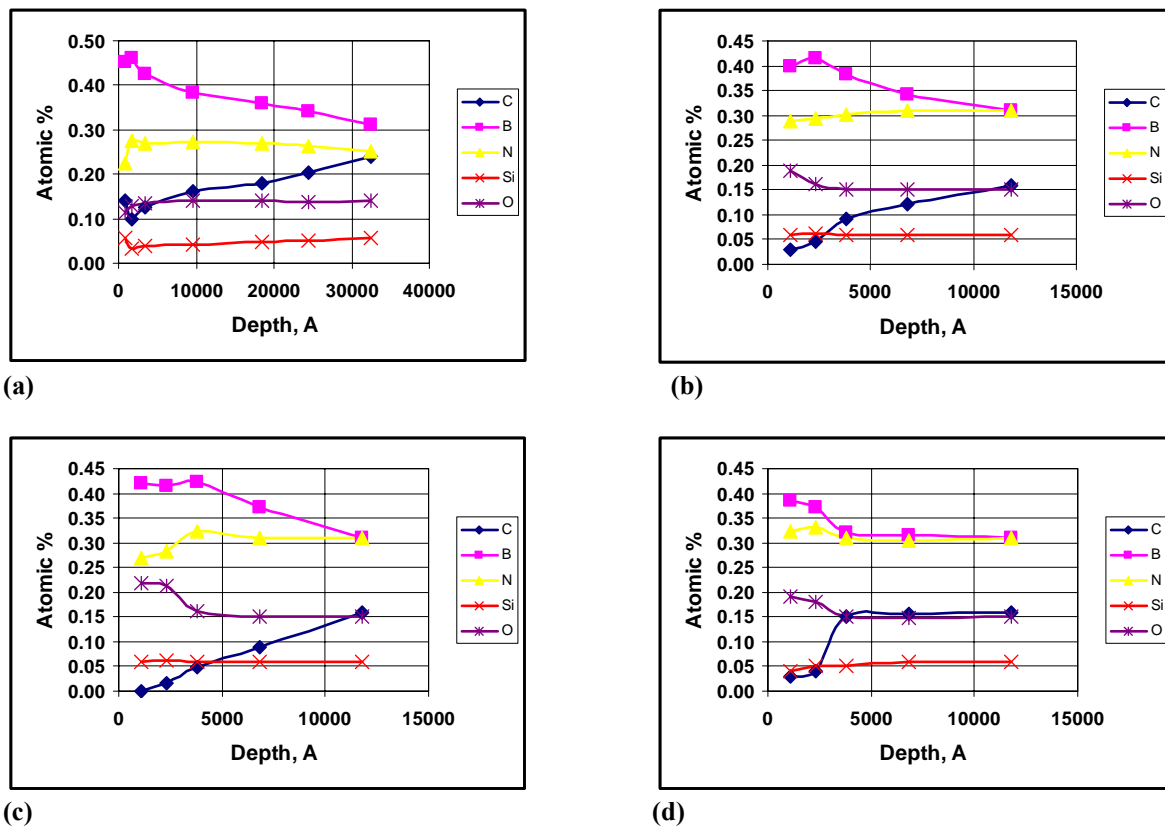 0.50
0.40
0.30
0.20
0.10
0.00
Atomic %
0 10000 20000 30000 40000
Depth, A
C
B
N
Si
O
(a)
0.45
0.40
0.35
0.30
0.25
0.20
0.15
0.10
0.05
0.00
Atomic %
0 5000 10000 15000
Depth, A
C
B
N
Si
O
(b)
0.45
0.40
0.35
0.30
0.25
0.20
0.15
0.10
0.05
0.00
Atomic %
0 5000 10000 15000
Depth, A
C
B
N
Si
O
(c)
0.45
0.40
0.35
0.30
0.25
0.20
0.15
0.10
0.05
0.00
Atomic %
0 5000 10000 15000
Depth, A
C
B
N
Si
O
(d)